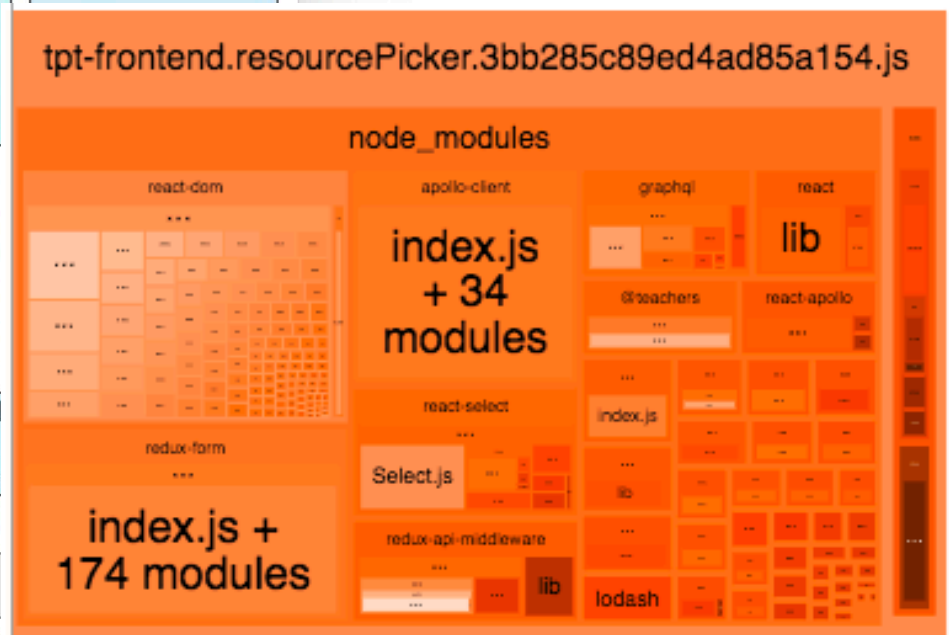 tpt-frontend.resourcePicker.3bb285c89ed4ad85a154.js
node_modules
react-dom
apollo-client
index.js
+ 34
modules
graphql
react
lib
@teachers
react-apollo
index.js
lib
lodash
react-select
Select.js
redux-form
index.js +
174 modules
redux-api-middleware
lib